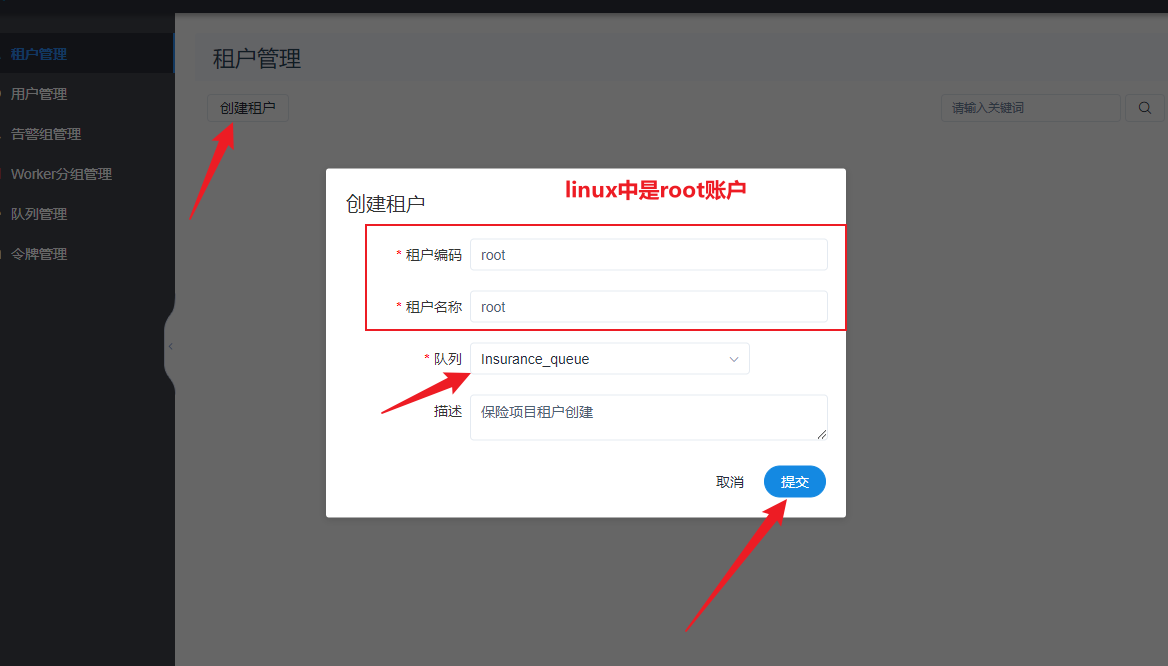 租户管理
用户管理
告警组管理
Worker分组管理
队列管理
令牌管理
租户管理
创建租户
请输入关键词
linux中是root账户
创建租户
* 租户编码 root
* 租户名称 root
* 队列 Insurance_queue
描述 保险项目租户创建
取消 提交